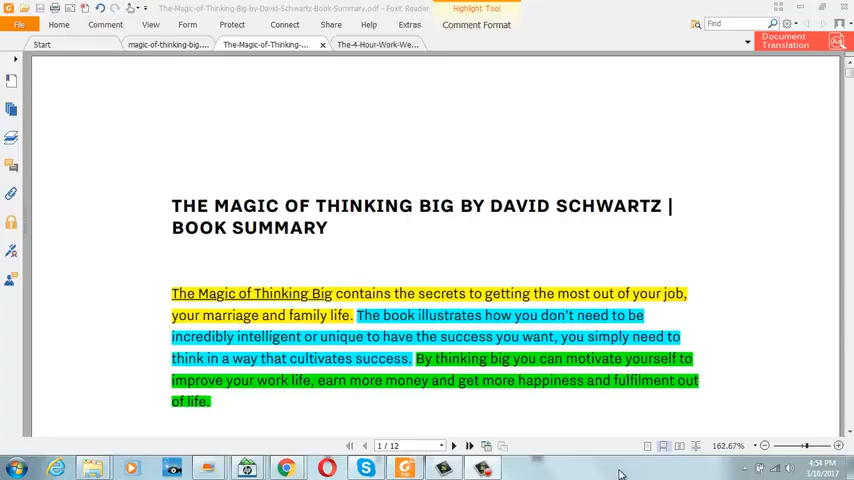 The-Magic-of-Thinking-Big-by-David-Schwartz-Book-Summary.pdf - Foxit Reader
Highlight Tool
File
Home
View
Form
Protect
Connect
Share
Help
Extras
Comment Format
Find
Start
magic-of-thinking-big....
The-Magic-of-Thinking-...
The-4-Hour-Work-We...
Document
Translation
THE MAGIC OF THINKING BIG BY DAVID SCHWARTZ |
BOOK SUMMARY
The Magic of Thinking Big contains the secrets to getting the most out of your job,
your marriage and family life. The book illustrates how you don't need to be
incredibly intelligent or unique to have the success you want, you simply need to
think in a way that cultivates success. By thinking big you can motivate yourself to
improve your work life, earn more money and get more happiness and fulfilment out
of life.
1 / 12
162.67%
4:54 PM
3/10/2017